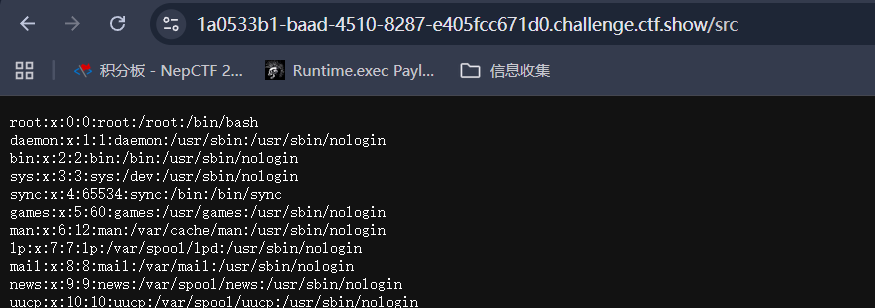 1a0533b1-baad-4510-8287-e405fcc671d0.challenge.ctf.show/src
积分板 - NepCTF 2... Runtime.exec Payl... 信息收集
root:x:0:0:root:/root:/bin/bash
daemon:x:1:1:daemon:/usr/sbin:/usr/sbin/nologin
bin:x:2:2:bin:/bin:/usr/sbin/nologin
sys:x:3:3:sys:/dev:/usr/sbin/nologin
sync:x:4:65534:sync:/bin:/bin/sync
games:x:5:60:games:/usr/games:/usr/sbin/nologin
man:x:6:12:man:/var/cache/man:/usr/sbin/nologin
lp:x:7:7:lp:/var/spool/lpd:/usr/sbin/nologin
mail:x:8:8:mail:/var/mail:/usr/sbin/nologin
news:x:9:9:news:/var/spool/news:/usr/sbin/nologin
uucp:x:10:10:uucp:/var/spool/uucp:/usr/sbin/nologin